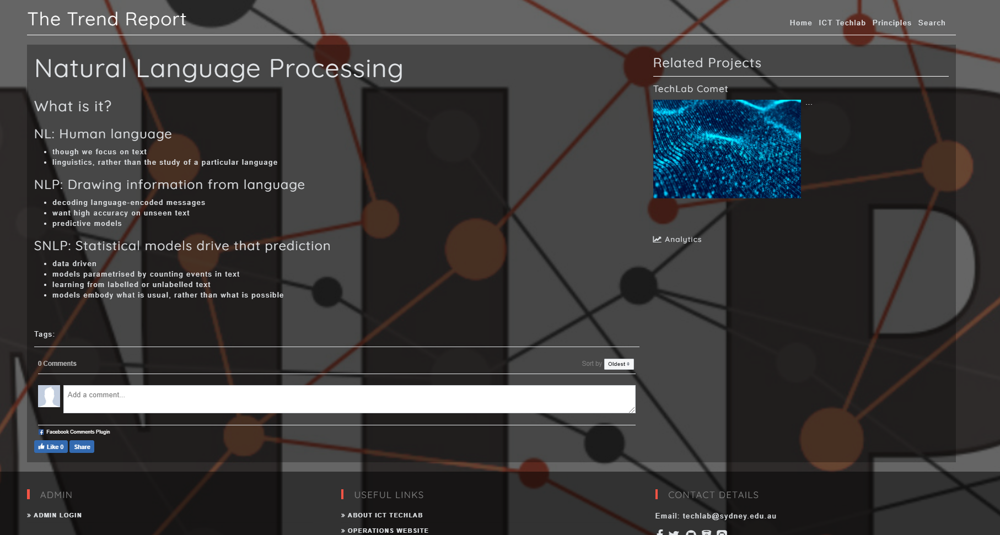 The Trend Report
Home ICT Techlab Principles Search
Natural Language Processing
What is it?
NL: Human language
though we focus on text
linguistics, rather than the study of a particular language
NLP: Drawing information from language
decoding language-encoded messages
want high accuracy on unseen text
predictive models
SNLP: Statistical models drive that prediction
data driven
models parametrised by counting events in text
learning from labelled or unlabelled text
models embody what is usual, rather than what is possible
Tags:
0 Comments
Sort by Oldest
Add a comment...
Facebook Comments Plugin
Like 0 Share
Related Projects
TechLab Comet
...
Analytics
ADMIN
» ADMIN LOGIN
USEFUL LINKS
» ABOUT ICT TECHLAB
» OPERATIONS WEBSITE
CONTACT DETAILS
Email: techlab@sydney.edu.au